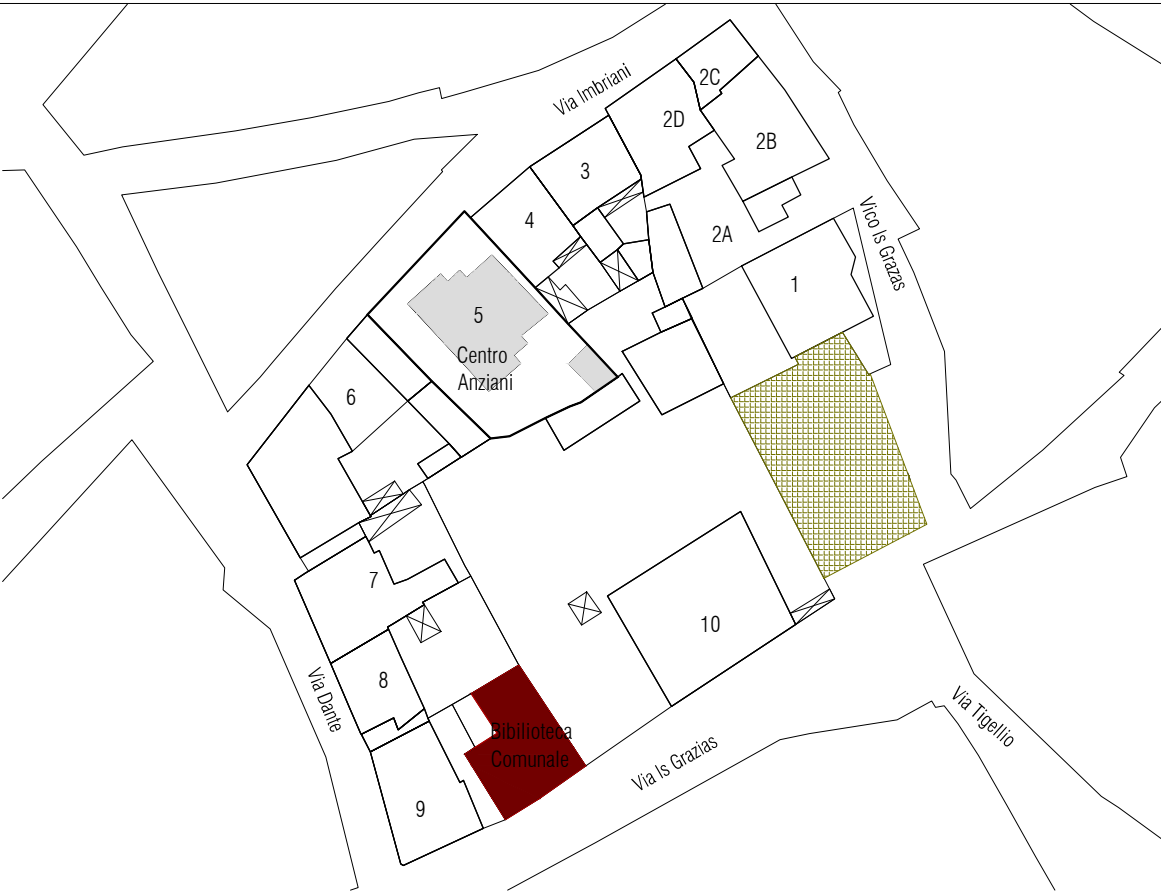 Via Imbriani
2C
2D
2B
3
4
Vico Is Grazas
2A
1
5
Centro
Anziani
6
7
10
8
Via Dante
Bibilioteca
Comunale
Via Tigellio
Via Is Grazias
9